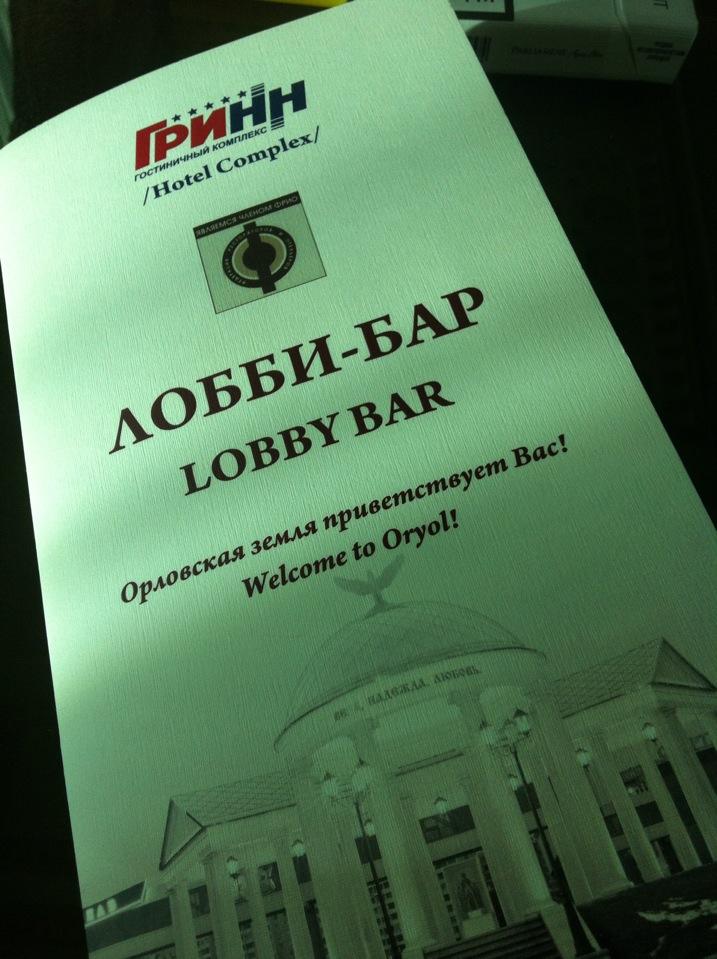 PARLIAMENT
ГРИНН
ГОСТИНИЧНЫЙ КОМПЛЕКС
/Hotel Complex/
ЯВЛЯЕМСЯ ЧЛЕНОМ ФРИО
ЛОББИ-БАР
LOBBY BAR
Орловская земля приветствует Вас!
Welcome to Oryol!
НАДЕЖДА, ЛЮБОВЬ.